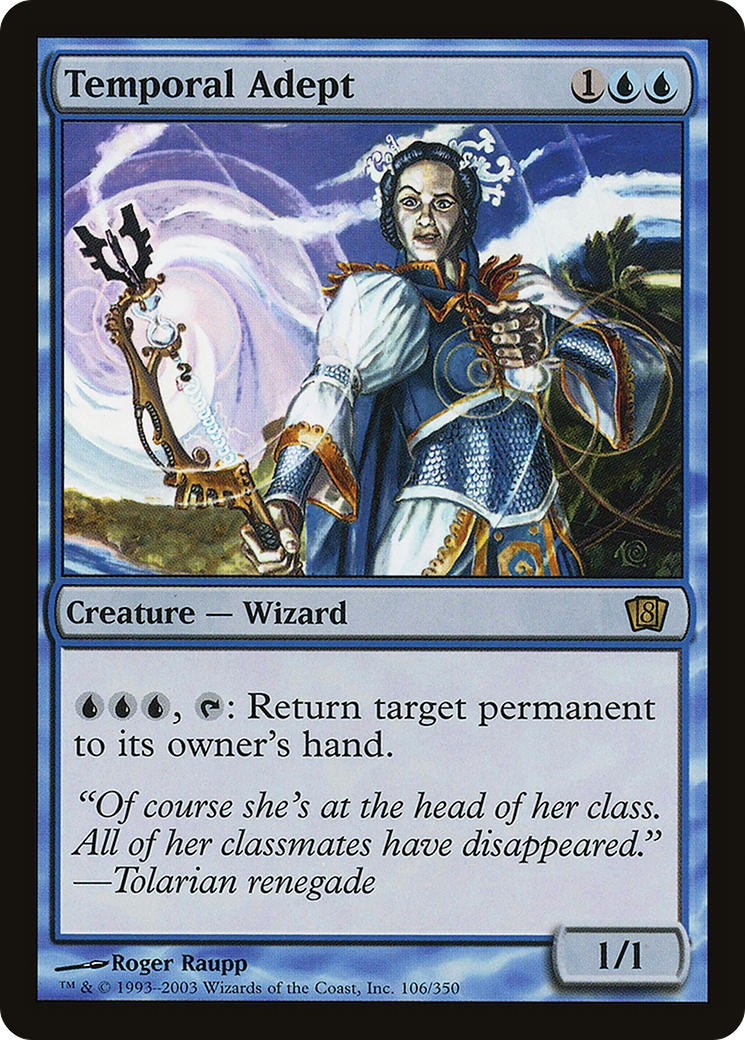 Temporal Adept 1
Creature — Wizard 8
, : Return target permanent
to its owner's hand.
“Of course she's at the head of her class.
All of her classmates have disappeared.”
—Tolarian renegade
1/1
Roger Raupp
™ & © 1993–2003 Wizards of the Coast, Inc. 106/350